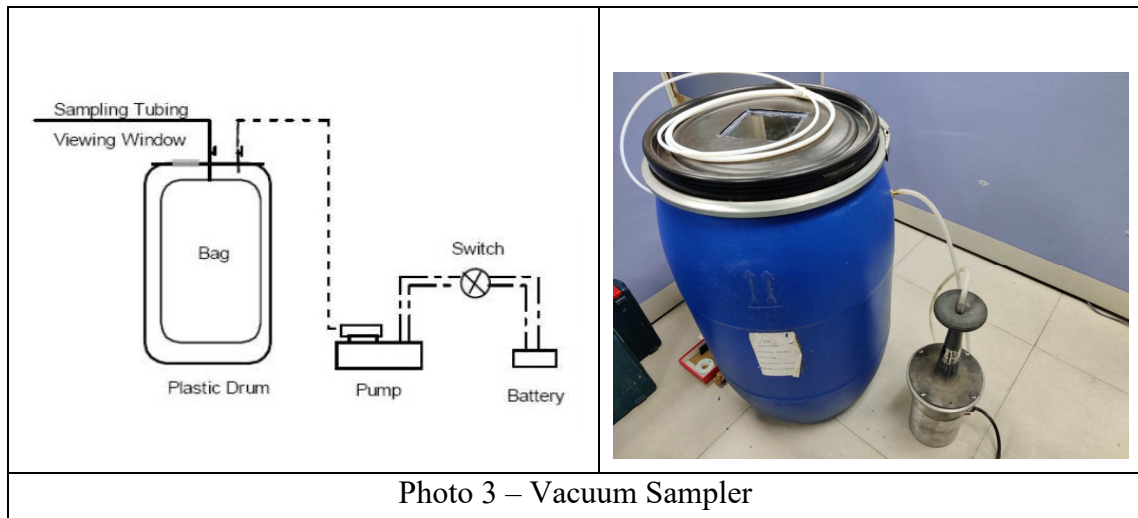 Sampling Tubing
Viewing Window
Bag
Switch
Plastic Drum
Pump
Battery
Photo 3 – Vacuum Sampler